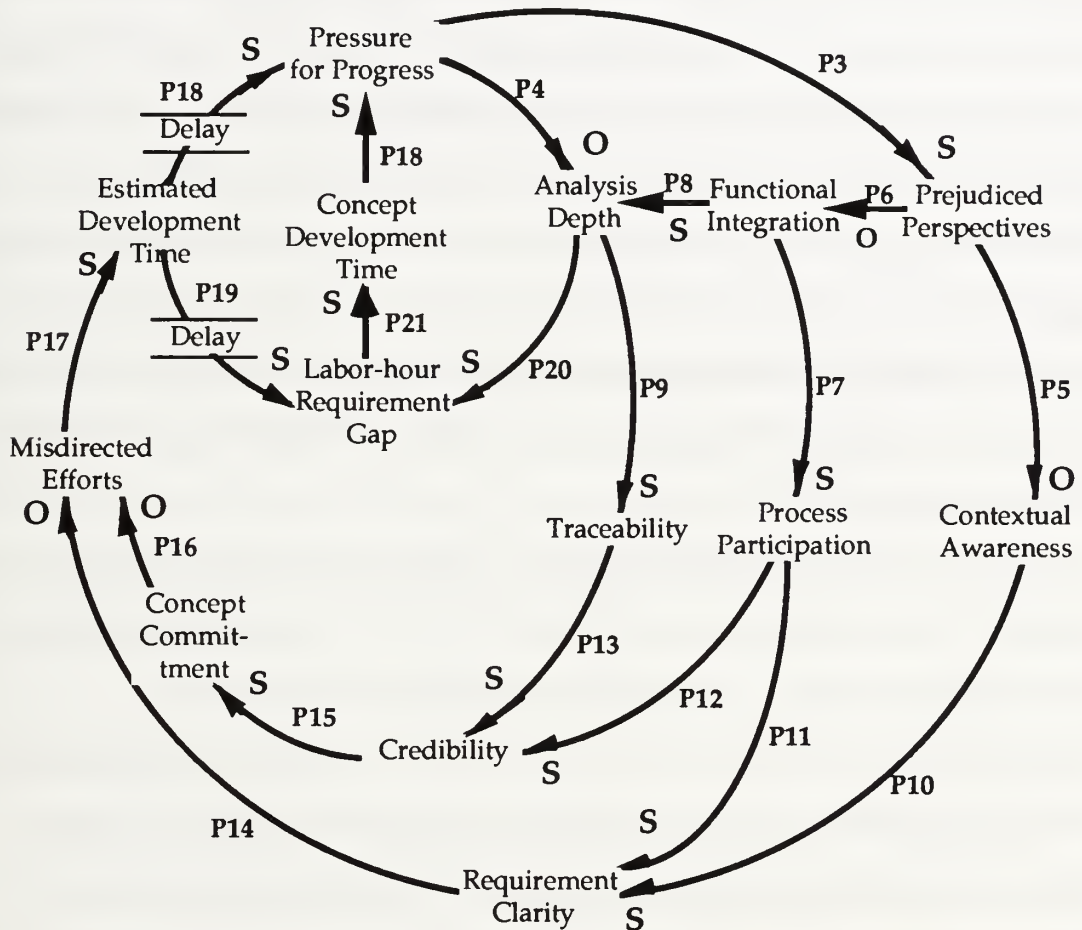 Pressure
for Progress
S
P18
Delay
P3
P4
S
P18
O
S
Estimated
Development
Time
Concept
Development
Time
Analysis
Depth
P8
S
Functional
Integration
P6
O
Prejudiced
Perspectives
S
P19
Delay
S
P21
S
Labor-hour
Requirement
Gap
S
P20
P17
P9
P7
P5
Misdirected
Efforts
O
O
P16
S
Traceability
S
Process
Participation
O
Contextual
Awareness
Concept
Commit-
tment
S
P15
P13
S
Credibility
P12
S
P11
P10
P14
S
Requirement
Clarity
S